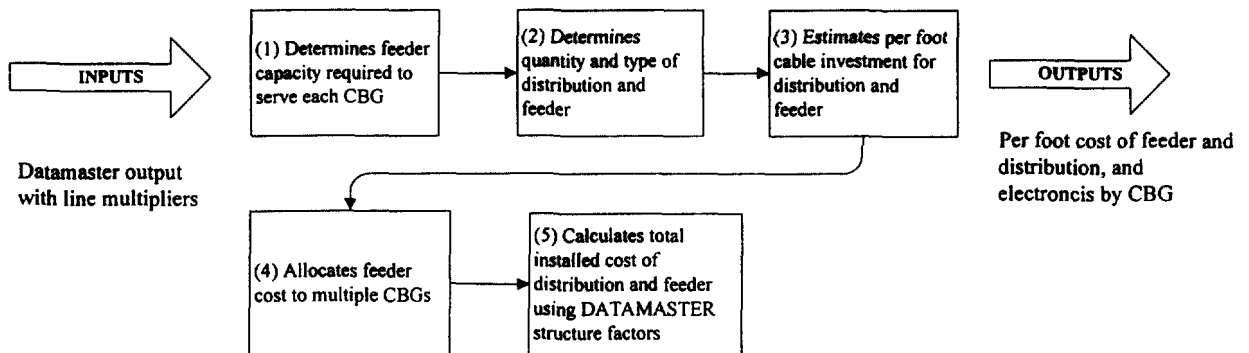 INPUTS
Datamaster output
with line multipliers
(1) Determines feeder
capacity required to
serve each CBG
(2) Determines
quantity and type of
distribution and
feeder
(3) Estimates per foot
cable investment for
distribution and
feeder
(4) Allocates feeder
cost to multiple CBGs
(5) Calculates total
installed cost of
distribution and feeder
using DATAMASTER
structure factors
OUTPUTS
Per foot cost of feeder and
distribution, and
electroncis by CBG